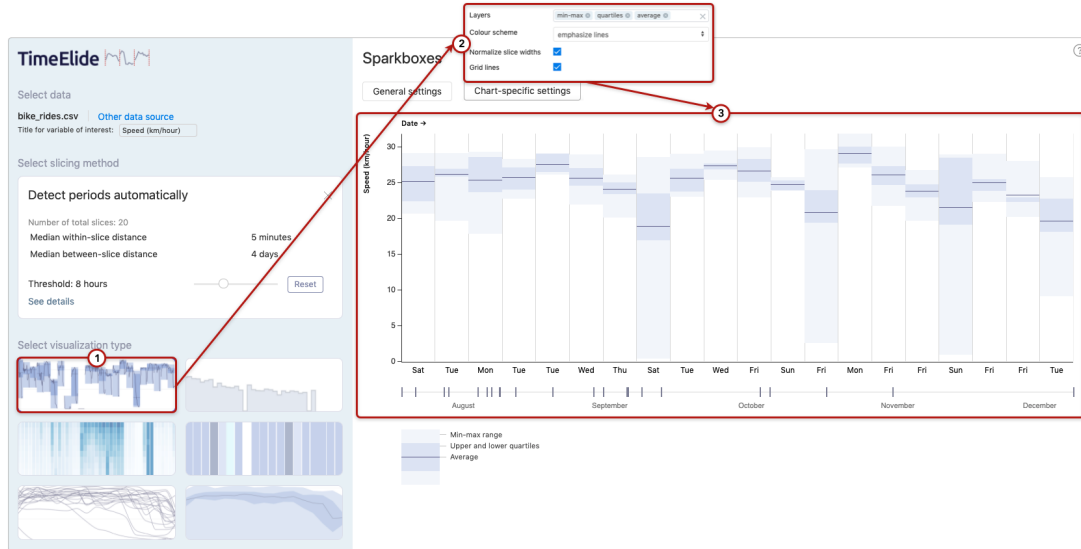 Layers
min-max quartiles average
Colour scheme
emphasize lines
2
Normalize slice widths
Grid lines
TimeElide
Sparkboxes
?
Select data
General settings
Chart-specific settings
bike_rides.csv
Other data source
Title for variable of interest:
Speed (km/hour)
3
Date →
Speed (km/hour)
30
25
20
15
10
5
0
Select slicing method
Detect periods automatically
Number of total slices: 20
Median within-slice distance
5 minutes
Median between-slice distance
4 days
Threshold: 8 hours
Reset
See details
Select visualization type
1
Sat Tue Mon Tue Tue Wed Thu Sat Tue Wed Fri Sun Fri Mon Fri Fri Sun Fri Fri Tue
August September October November December
Min-max range
Upper and lower quartiles
Average